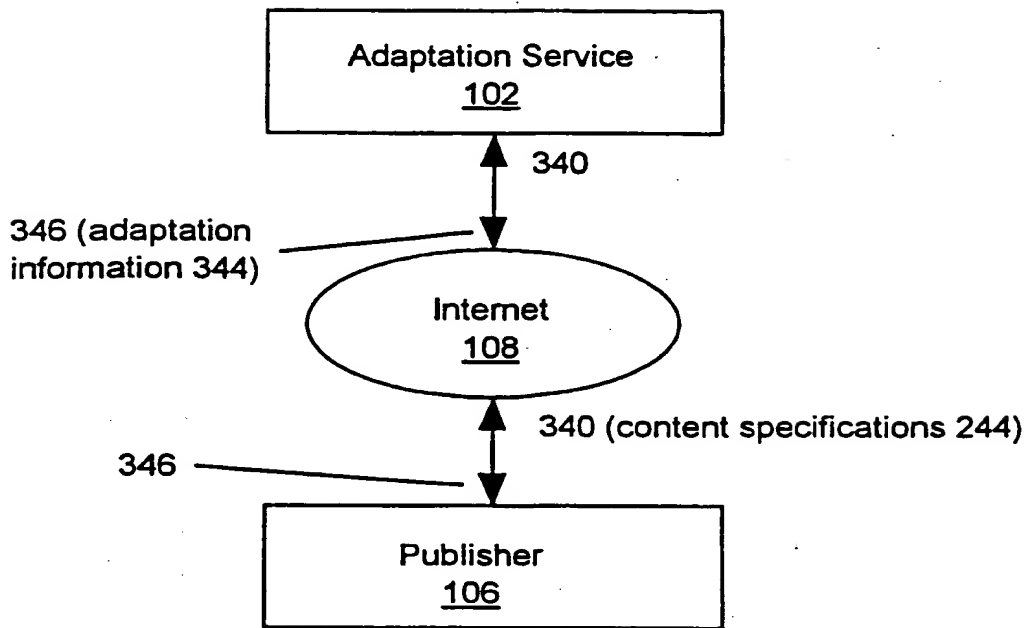 Adaptation Service
102
340
346 (adaptation
information 344)
Internet
108
340 (content specifications 244)
346
Publisher
106